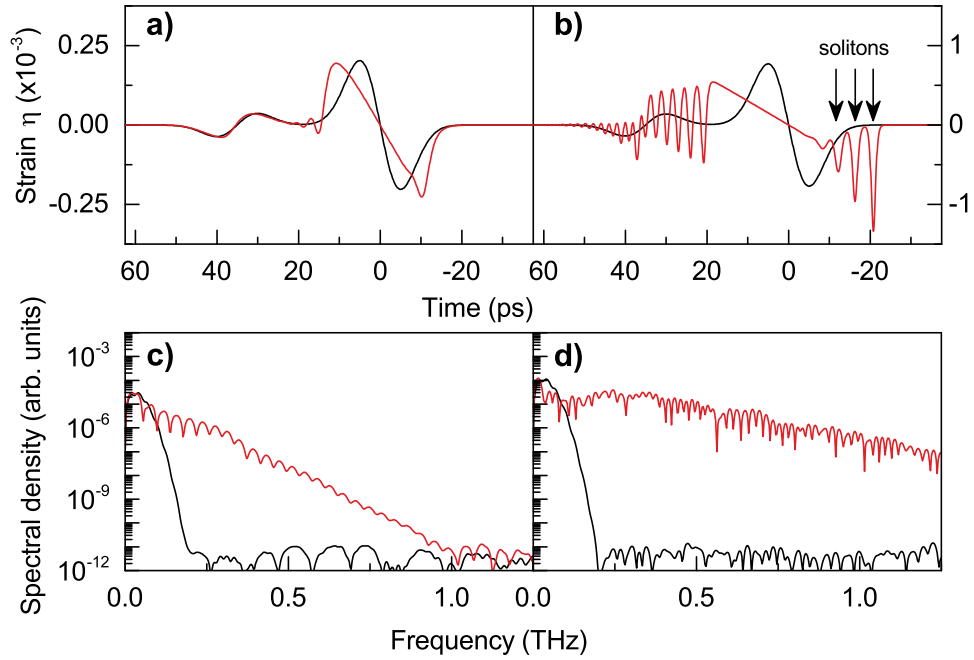 a)
b)
solitons
Strain η (x10⁻³)
0.25
0.00
-0.25
1
0
-1
60 40 20 0 -20
60 40 20 0 -20
Time (ps)
c)
d)
Spectral density (arb. units)
10⁻³
10⁻⁶
10⁻⁹
10⁻¹²
0.0 0.5 1.0 0.0 0.5 1.0
Frequency (THz)